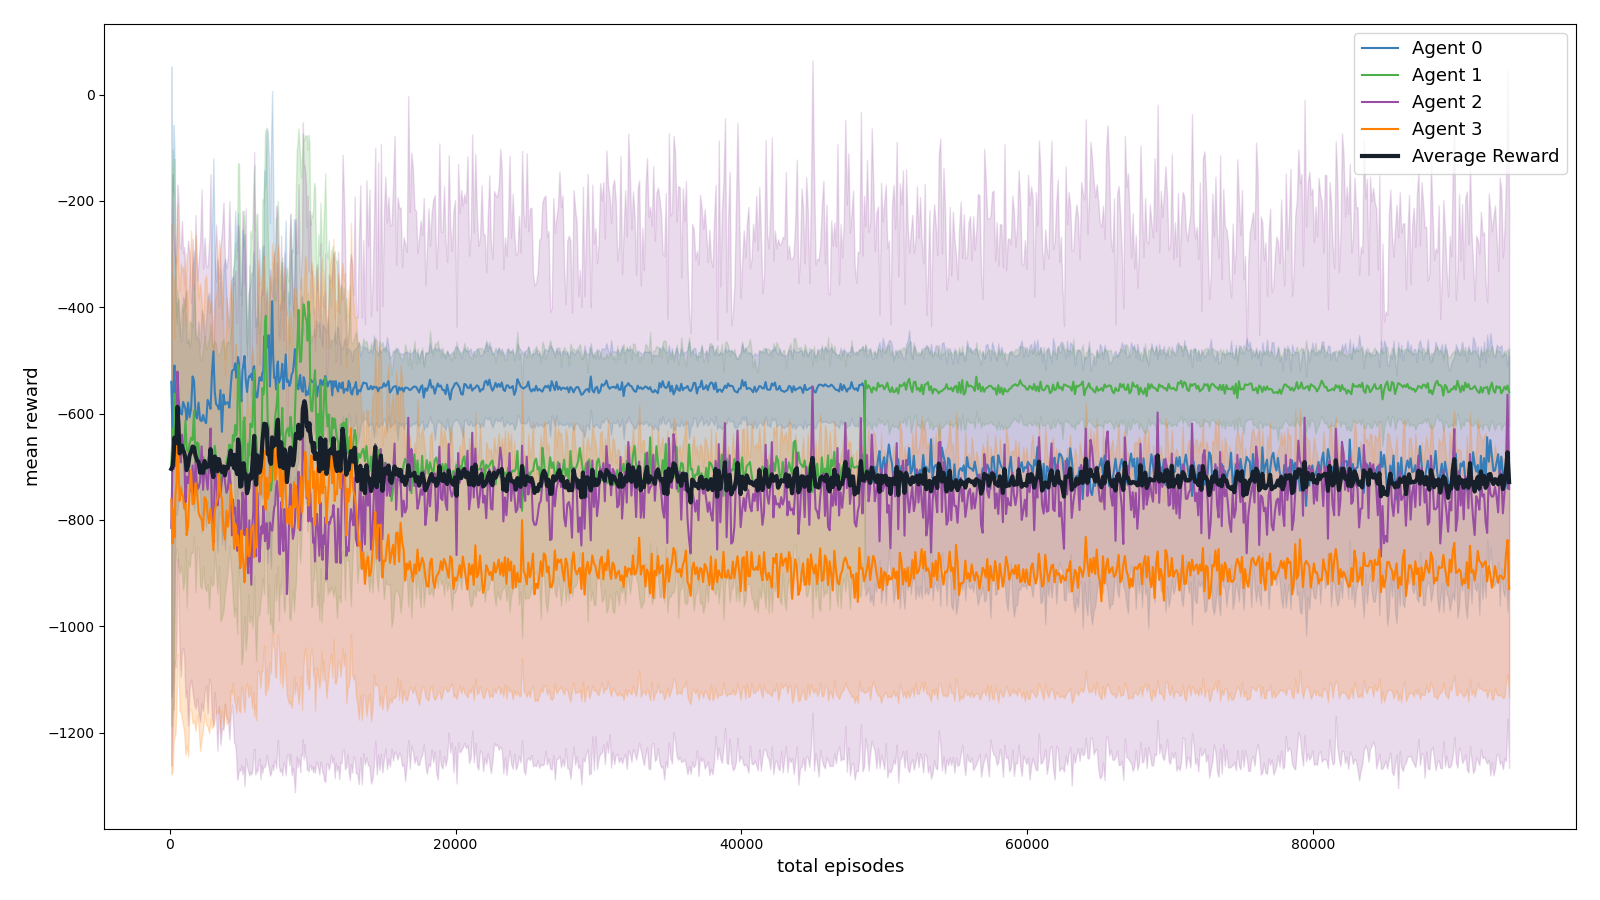 Agent 0
Agent 1
Agent 2
Agent 3
Average Reward
0
−200
−400
−600
−800
−1000
−1200
mean reward
0 20000 40000 60000 80000
total episodes